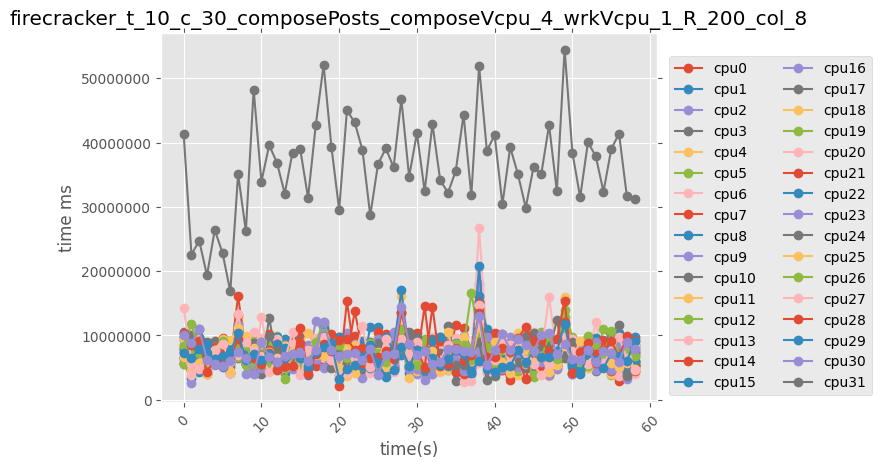 firecracker_t_10_c_30_composePosts_composeVcpu_4_wrkVcpu_1_R_200_col_8
50000000
40000000
30000000
20000000
10000000
0
time ms
0
10
20
30
40
50
60
time(s)
cpu0
cpu1
cpu2
cpu3
cpu4
cpu5
cpu6
cpu7
cpu8
cpu9
cpu10
cpu11
cpu12
cpu13
cpu14
cpu15
cpu16
cpu17
cpu18
cpu19
cpu20
cpu21
cpu22
cpu23
cpu24
cpu25
cpu26
cpu27
cpu28
cpu29
cpu30
cpu31